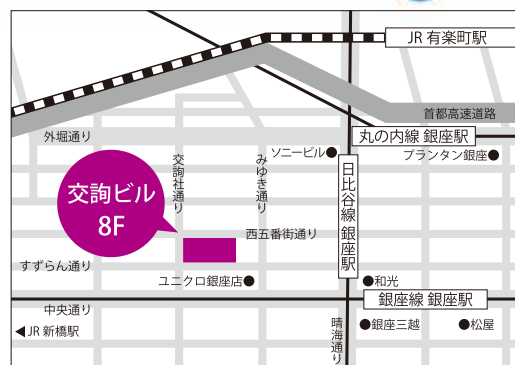 JR 有楽町駅
首都高速道路
外堀通り
丸の内線 銀座駅
ソニービル
プランタン銀座
交詢社通り
みゆき通り
日比谷線 銀座駅
交詢ビル
8F
西五番街通り
すずらん通り
ユニクロ銀座店
和光
銀座線 銀座駅
中央通り
JR 新橋駅
晴海通り
銀座三越
松屋